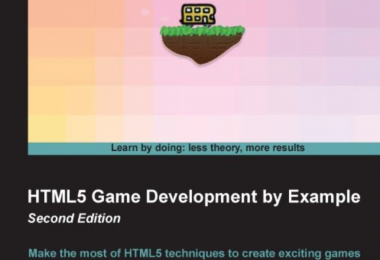 Learn by doing: less theory, more results
HTML5 Game Development by Example
Second Edition
Make the most of HTML5 techniques to create exciting games